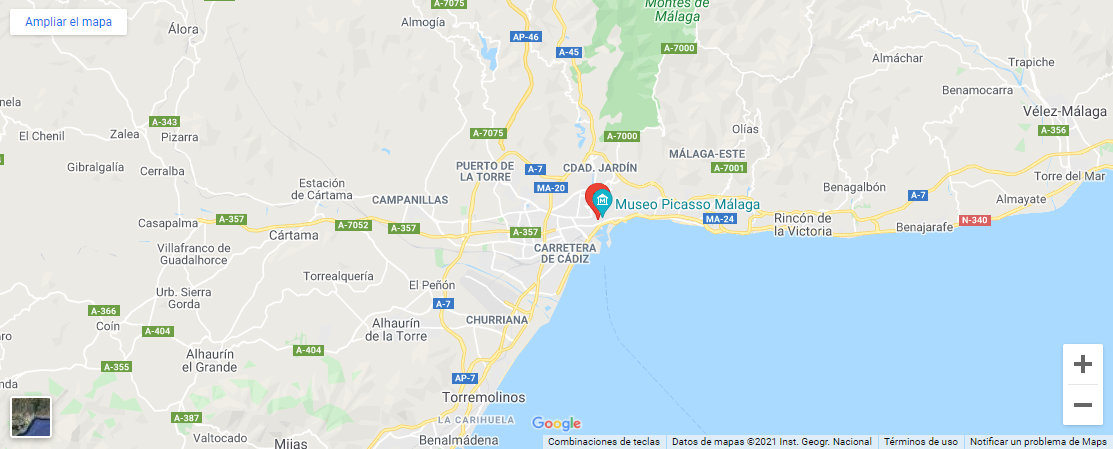 Ampliar el mapa
Álora
Almogía
A-7075
Montes de
Málaga
AP-46
A-45
A-7000
Almáchar
Trapiche
Benamocarra
Vélez-Málaga
El Chenil
Zalea
A-343
Pizarra
A-7075
A-7000
Olías
A-356
Gibralgalía
Cerralba
PUERTO DE
LA TORRE
A-7
CDAD. JARDÍN
MÁLAGA-ESTE
A-7001
Torre del Mar
Estación
de Cártama
CAMPANILLAS
MA-20
Museo Picasso Málaga
Benagalbón
A-7
Almayate
Casapalma
A-357
A-7052
A-357
A-357
MA-24
Rincón de
la Victoria
N-340
Benajarafe
Cártama
Villafranco de
Guadalhorce
CARRETERA
DE CÁDIZ
Torrealquería
El Peñón
Urb. Sierra
Gorda
A-7
A-366
Coín
A-404
Alhaurín
de la Torre
CHURRIANA
Alhaurín
el Grande
A-404
A-355
AP-7
Torremolinos
A-387
LA CARIHUELA
Valtocado
Mijas
Benalmádena
Google
Combinaciones de teclas
Datos de mapas ©2021 Inst. Geogr. Nacional
Términos de uso
Notificar un problema de Maps